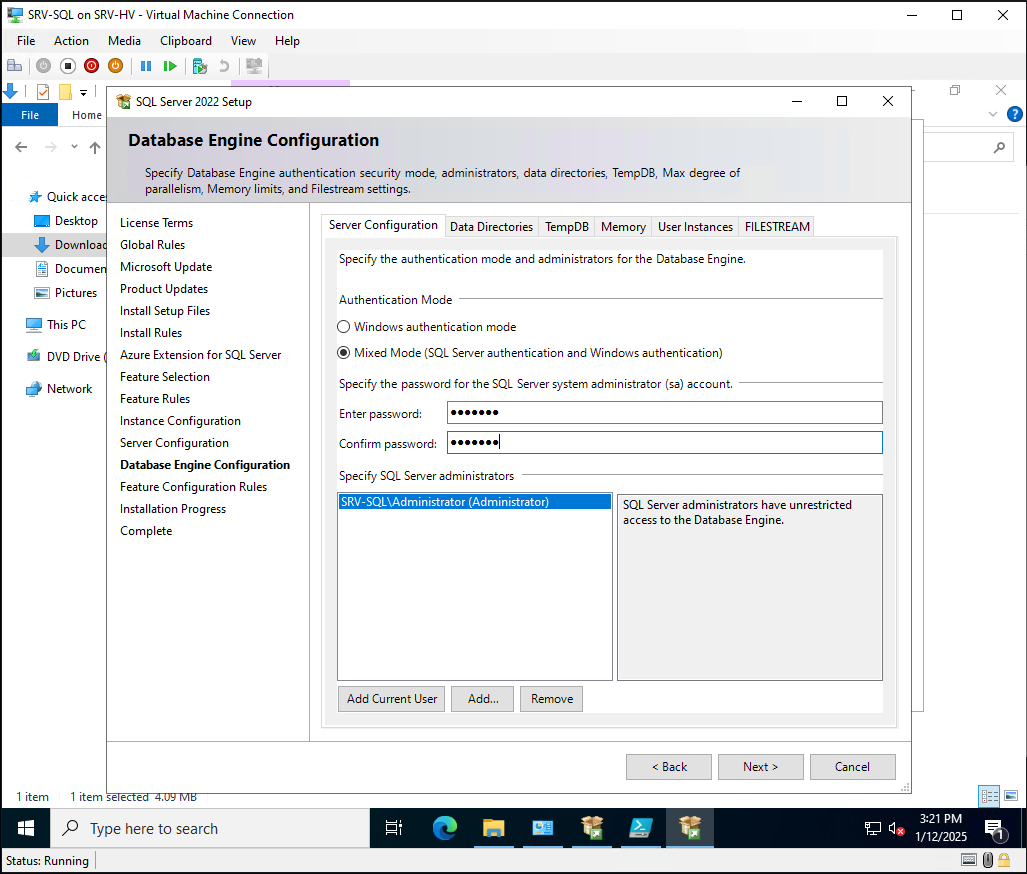 SRV-SQL on SRV-HV - Virtual Machine Connection
File Action Media Clipboard View Help
File Home
SQL Server 2022 Setup
Database Engine Configuration
Specify Database Engine authentication security mode, administrators, data directories, TempDB, Max degree of
parallelism, Memory limits, and Filestream settings.
Quick acces
Desktop
Download
Documen
Pictures
This PC
DVD Drive (
Network
License Terms
Global Rules
Microsoft Update
Product Updates
Install Setup Files
Install Rules
Azure Extension for SQL Server
Feature Selection
Feature Rules
Instance Configuration
Server Configuration
Database Engine Configuration
Feature Configuration Rules
Installation Progress
Complete
Server Configuration Data Directories TempDB Memory User Instances FILESTREAM
Specify the authentication mode and administrators for the Database Engine.
Authentication Mode
Windows authentication mode
Mixed Mode (SQL Server authentication and Windows authentication)
Specify the password for the SQL Server system administrator (sa) account.
Enter password: ●●●●●●●
Confirm password: ●●●●●●●
Specify SQL Server administrators
SRV-SQL\Administrator (Administrator)
SQL Server administrators have unrestricted
access to the Database Engine.
Add Current User Add... Remove
< Back Next > Cancel
1 item 1 item selected 4.09 MB
Type here to search
3:21 PM
1/12/2025
1
Status: Running